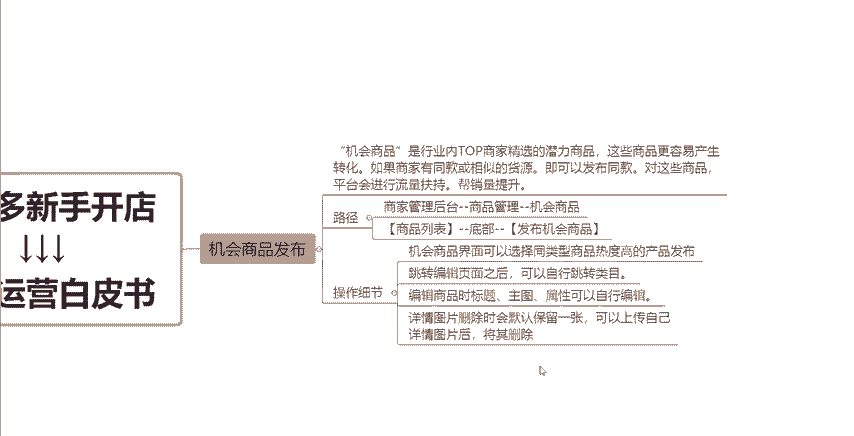 多新手开店
↓↓↓
运营白皮书
机会商品发布
“机会商品”是行业内TOP商家精选的潜力商品，这些商品更容易产生
转化。如果商家有同款或相似的货源。即可以发布同款。对这些商品，
平台会进行流量扶持。帮销量提升。
路径
商家管理后台--商品管理--机会商品
【商品列表】--底部--【发布机会商品】
操作细节
机会商品界面可以选择同类型商品热度高的产品发布
跳转编辑页面之后，可以自行跳转类目。
编辑商品时标题、主图、属性可以自行编辑。
详情图片删除时会默认保留一张，可以上传自己
详情图片后，将其删除